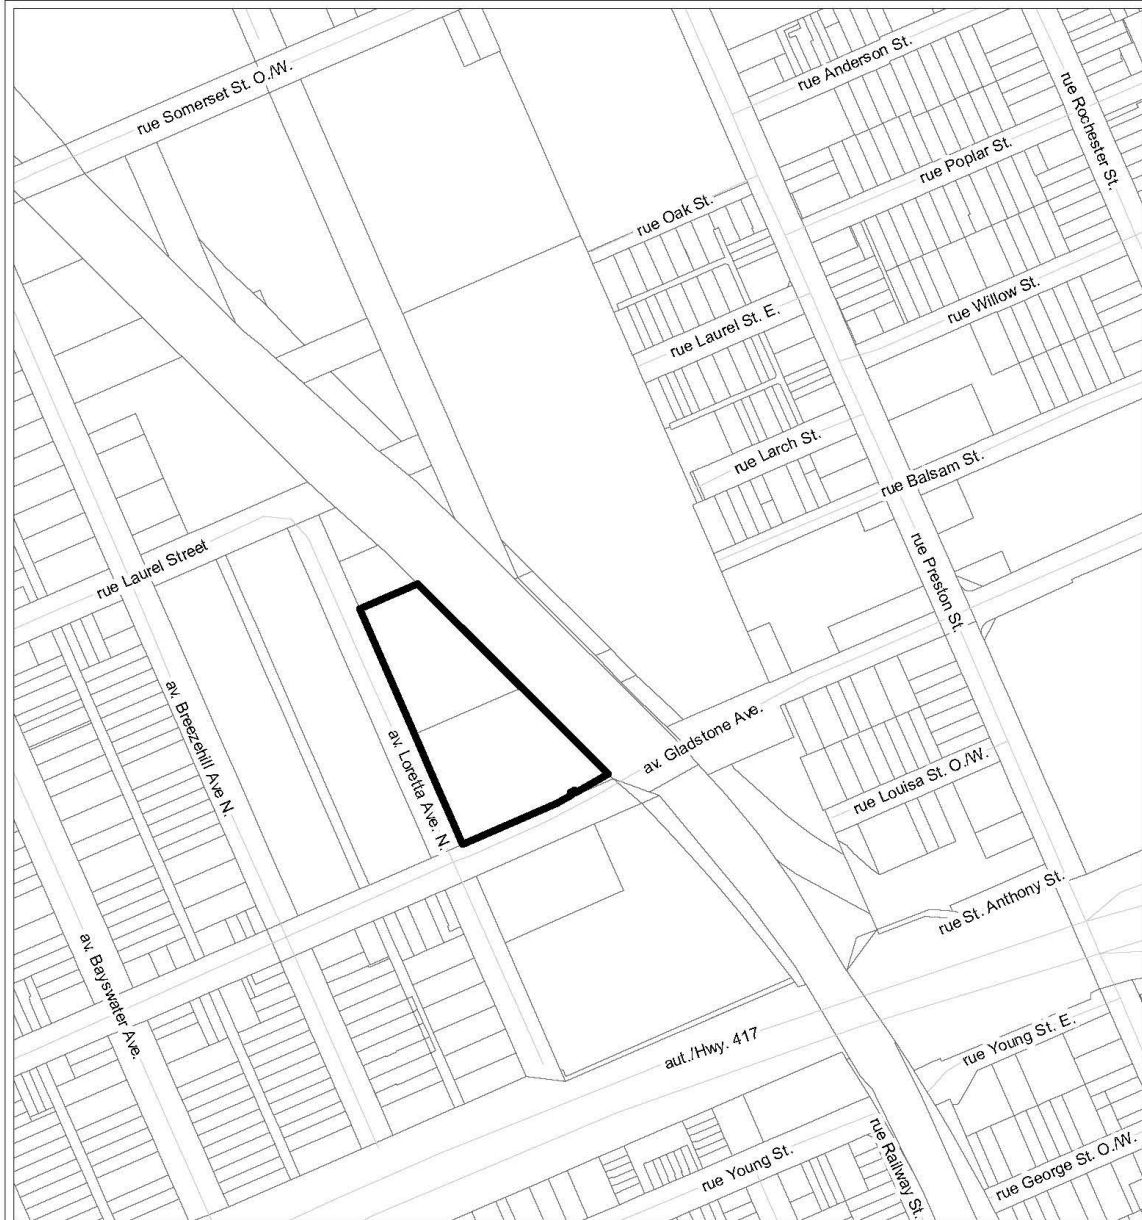 rue Anderson St.
rue Somerset St. O./W.
rue Rochester St.
rue Poplar St.
rue Oak St.
rue Willow St.
rue Laurel St. E.
rue Larch St.
rue Balsam St.
rue Laurel Street
rue Preston St.
av. Breezehill Ave N.
av. Loretta Ave. N.
av. Gladstone Ave.
rue Louisa St. O./W.
rue St. Anthony St.
av. Bayswater Ave.
aut./Hwy. 417
rue Young St. E.
rue Young St.
rue Railway St.
rue George St. O./W.